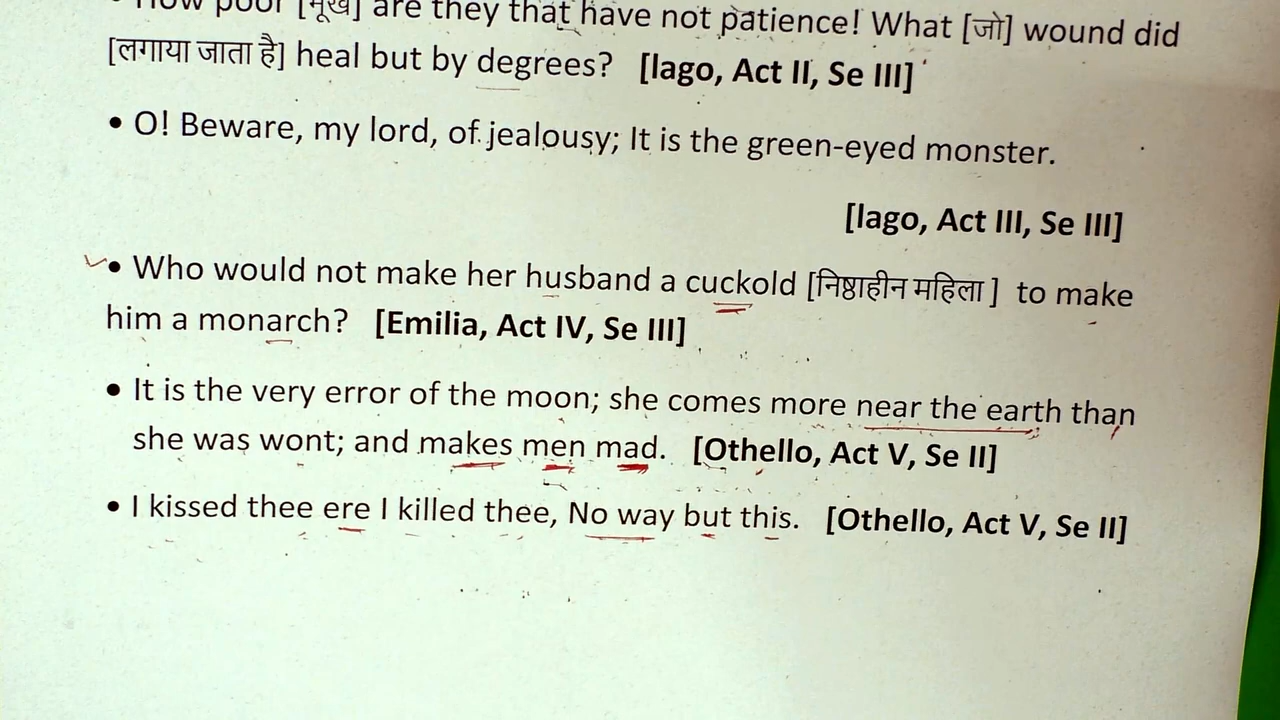 • How poor [मूर्ख] are they that have not patience! What [जो] wound did
[लगाया जाता है] heal but by degrees? [Iago, Act II, Se III]
• O! Beware, my lord, of jealousy; It is the green-eyed monster.
[Iago, Act III, Se III]
• Who would not make her husband a cuckold [निष्ठाहीन महिला ] to make
him a monarch? [Emilia, Act IV, Se III]
• It is the very error of the moon; she comes more near the earth than
she was wont; and makes men mad. [Othello, Act V, Se II]
• I kissed thee ere I killed thee, No way but this. [Othello, Act V, Se II]